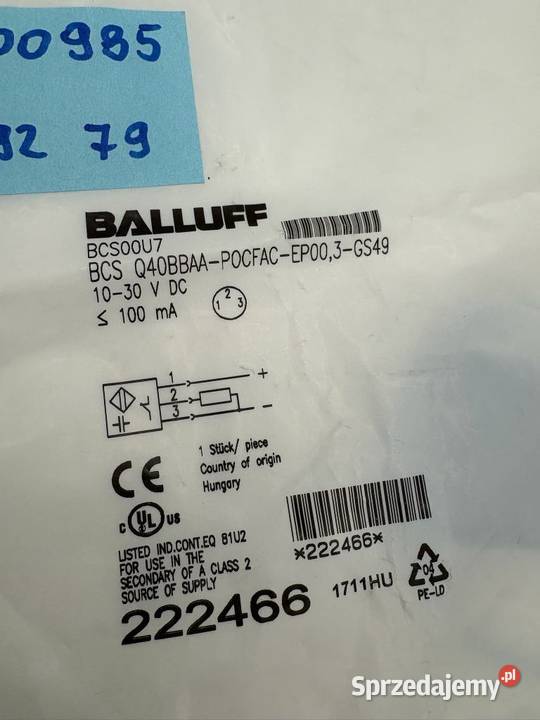 00985
92 79
BALLUFF
BCS00U7
BCS Q40BBAA-POCFAC-EP00,3-GS49
10-30 V DC
≤ 100 mA
1 2 3
1 +
2
3 -
1 Stück/ piece
Country of origin
Hungary
CE
C UL US
LISTED IND.CONT.EQ 81U2
FOR USE IN THE
SECONDARY OF A CLASS 2
SOURCE OF SUPPLY
*222466*
222466
1711HU
04
PE-LD
Sprzedajemy.pl